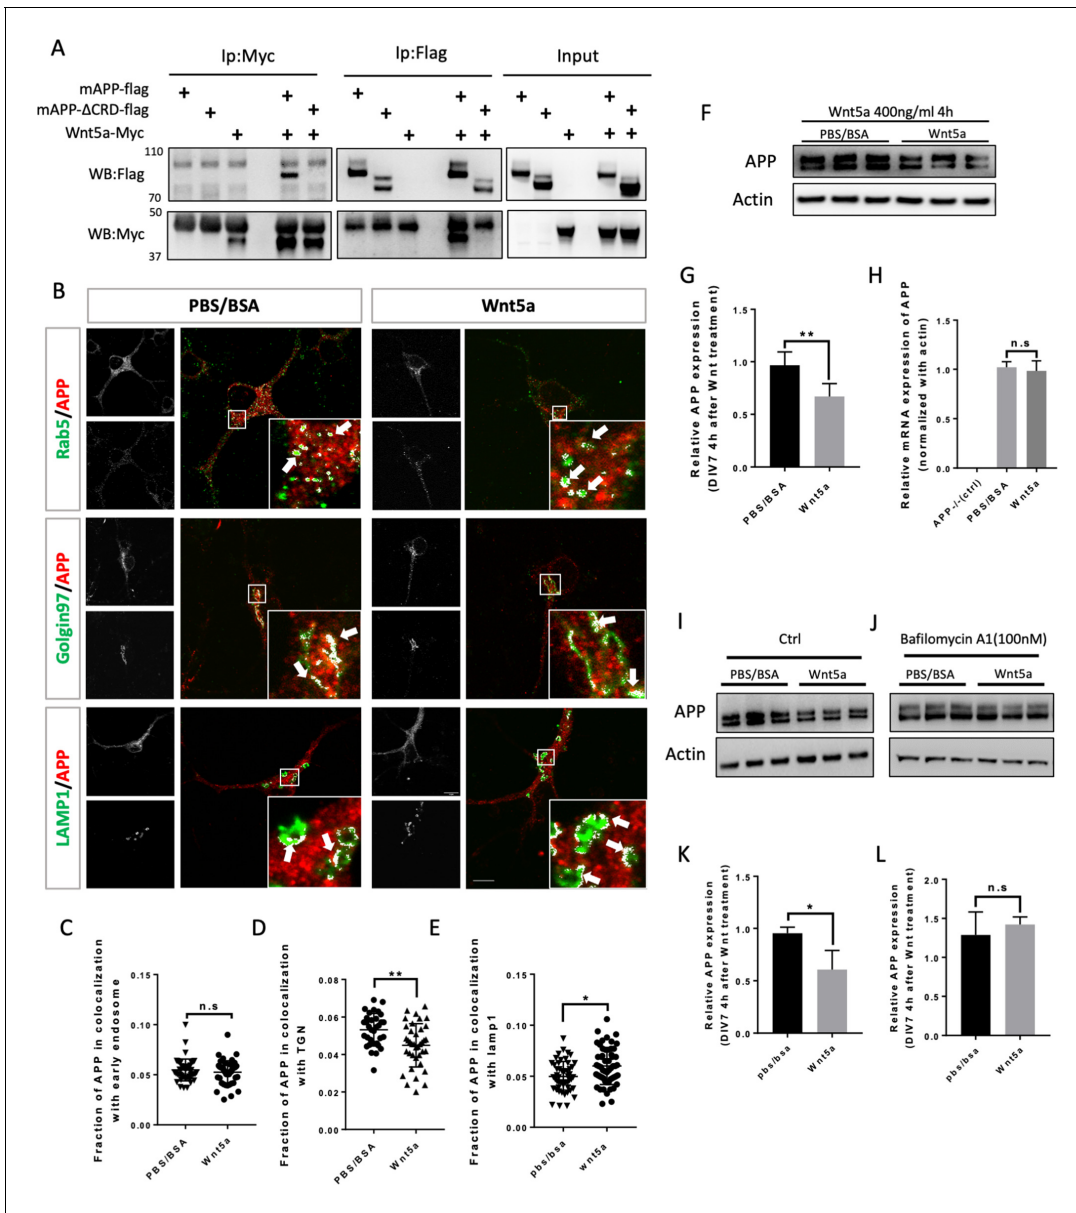 A
Ip:Myc
Ip:Flag
Input
mAPP-flag + + + + + +
mAPP-ΔCRD-flag + + + + + +
Wnt5a-Myc + + + + + + + + +
110
WB:Flag
70
50
WB:Myc
37
B
PBS/BSA
Wnt5a
Rab5/APP
Golgin97/APP
LAMP1/APP
C
Fraction of APP in colocalization
with early endosome
0.15
0.10
0.05
0.00
n.s
PBS/BSA
Wnt5a
D
Fraction of APP in colocalization
with TGN
0.08
0.06
0.04
0.02
0.00
**
PBS/BSA
Wnt5a
E
Fraction of APP in colocalization
with lamp1
0.15
0.10
0.05
0.00
*
pbs/bsa
wnt5a
F
Wnt5a 400ng/ml 4h
PBS/BSA
Wnt5a
APP
Actin
G
Relative APP expression
(DIV7 4h after Wnt treatment)
1.5
1.0
0.5
0.0
**
PBS/BSA
Wnt5a
H
Relative mRNA expression of APP
(normalized with actin)
1.5
1.0
0.5
0.0
n.s
APP-/-(ctrl)
PBS/BSA
Wnt5a
I
Ctrl
PBS/BSA
Wnt5a
APP
Actin
J
Bafilomycin A1(100nM)
PBS/BSA
Wnt5a
K
Relative APP expression
(DIV7 4h after Wnt treatment)
1.5
1.0
0.5
0.0
*
pbs/bsa
Wnt5a
L
Relative APP expression
(DIV7 4h after Wnt treatment)
2.0
1.5
1.0
0.5
0.0
n.s
pbs/bsa
Wnt5a